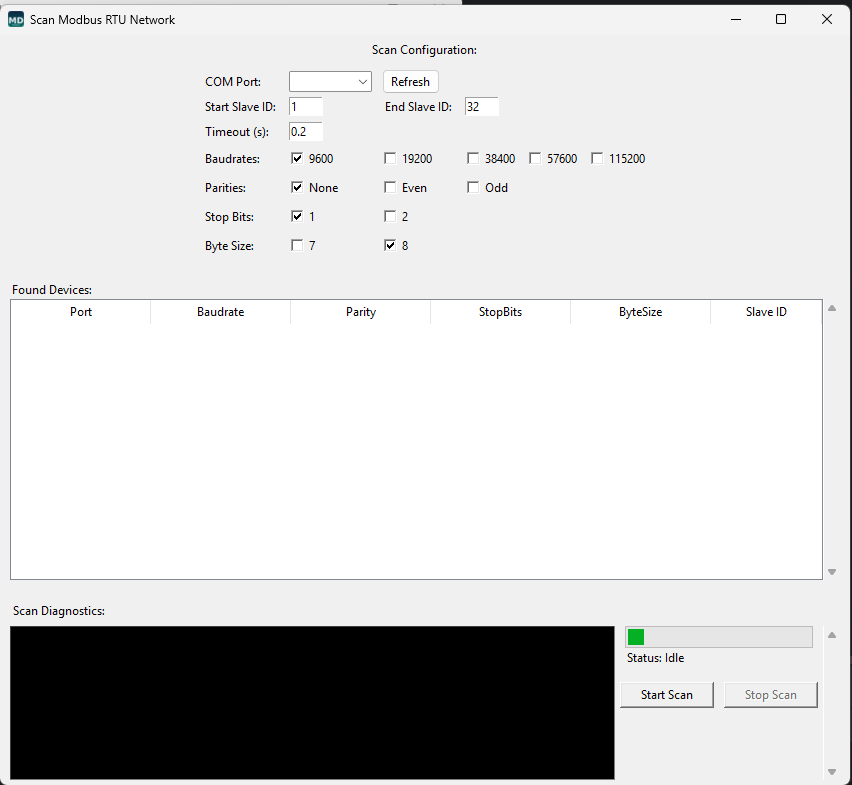 MD Scan Modbus RTU Network
Scan Configuration:
COM Port: Refresh
Start Slave ID: 1 End Slave ID: 32
Timeout (s): 0.2
Baudrates: 9600 19200 38400 57600 115200
Parities: None Even Odd
Stop Bits: 1 2
Byte Size: 7 8
Found Devices:
Port Baudrate Parity StopBits ByteSize Slave ID
Scan Diagnostics:
Status: Idle
Start Scan Stop Scan